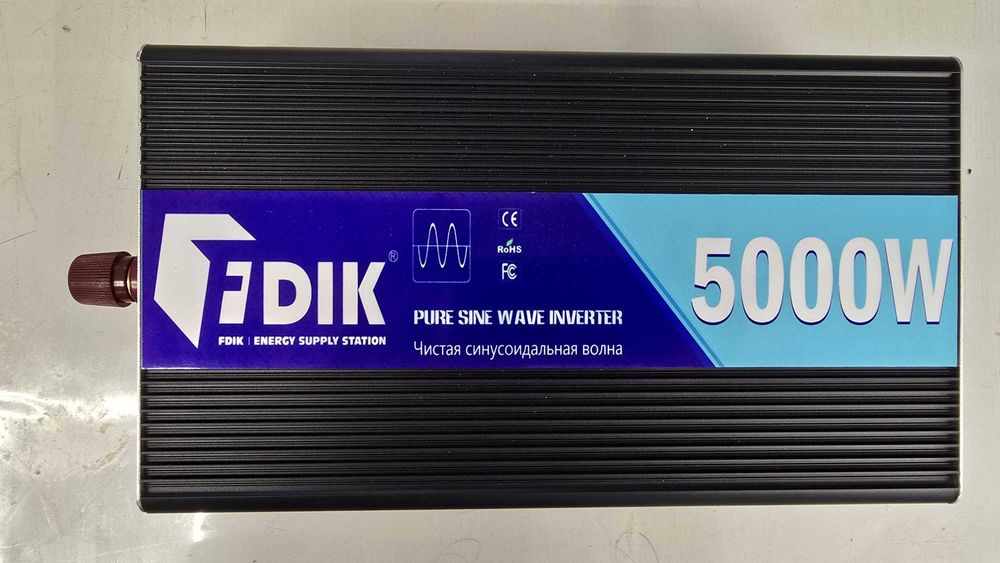 FDIK®
FDIK | ENERGY SUPPLY STATION
CE
RoHS
FC
PURE SINE WAVE INVERTER
Чистая синусоидальная волна
5000W